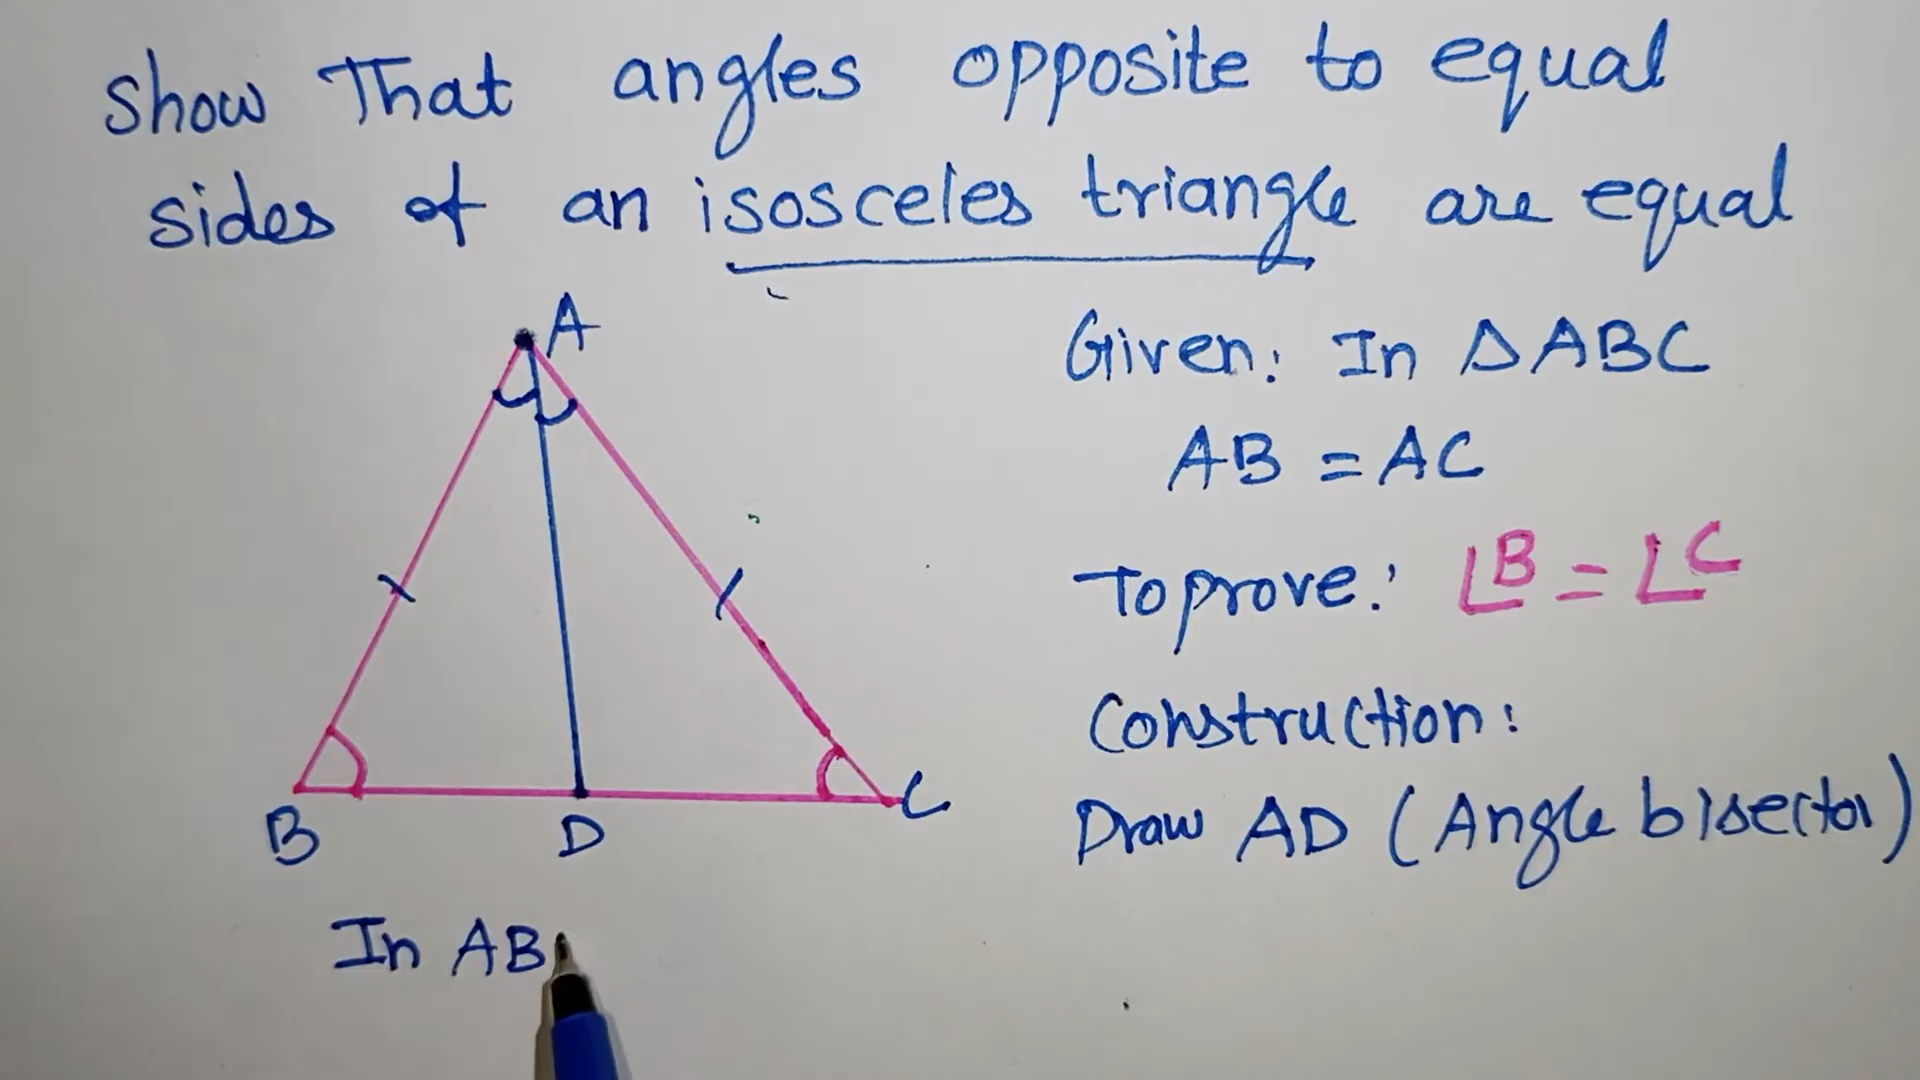 show That angles opposite to equal
sides of an isosceles triangle are equal
A
Given: In ΔABC
AB = AC
To prove: ∠B = ∠C
Construction:
Draw AD (Angle bisector)
B
D
C
In AB